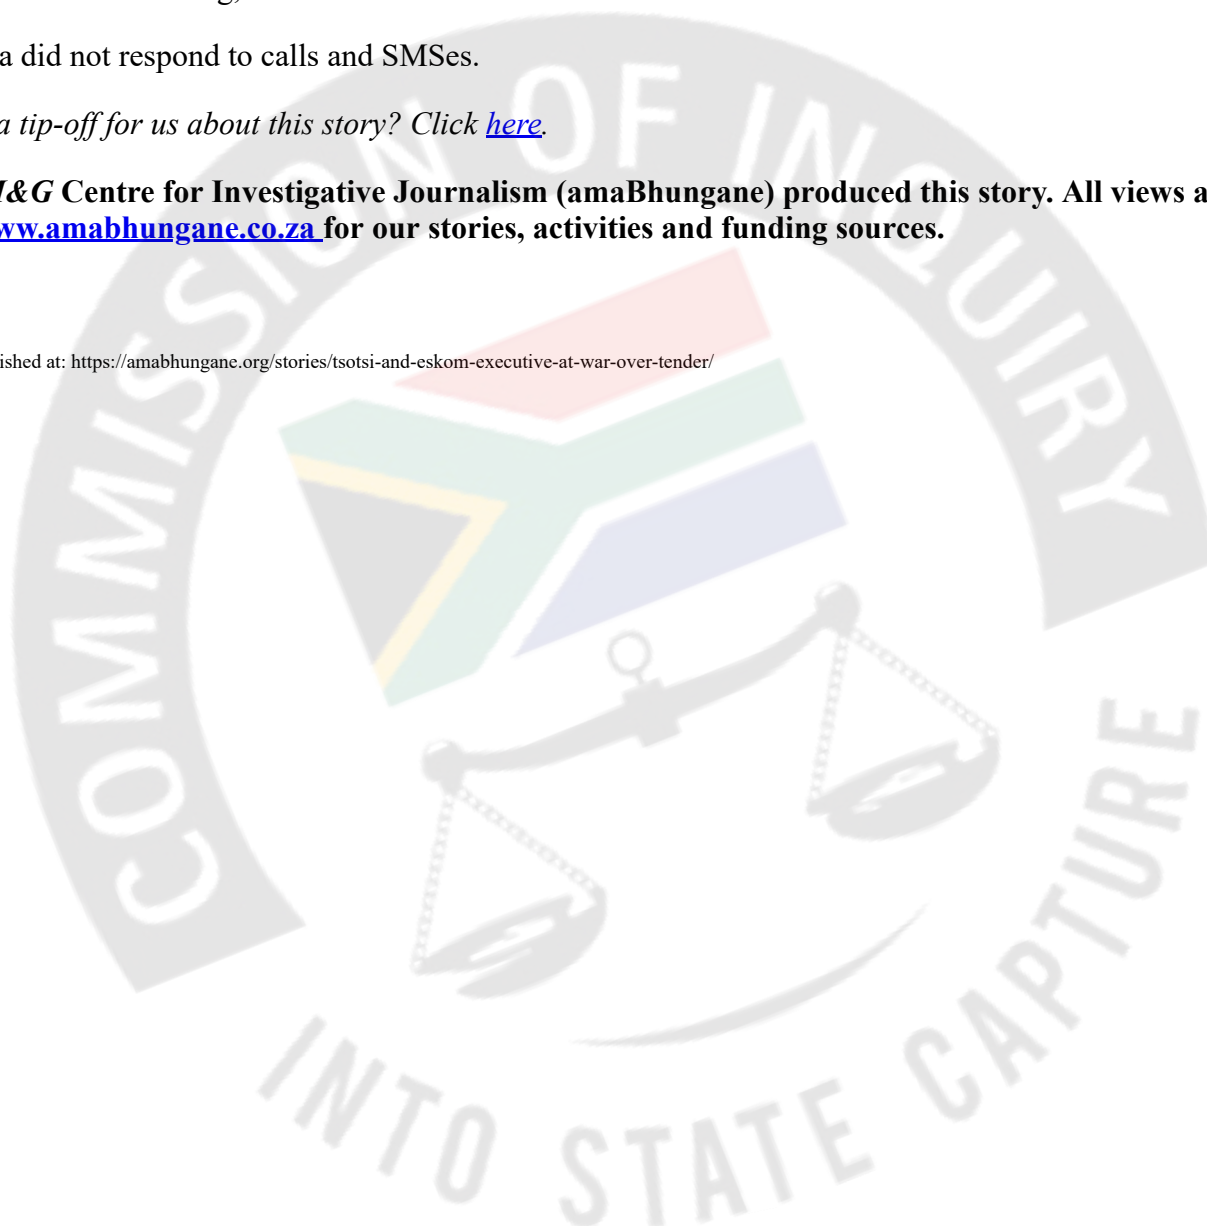 a did not respond to calls and SMSes.
a tip-off for us about this story? Click here.
M&G Centre for Investigative Journalism (amaBhungane) produced this story. All views a
www.amabhungane.co.za for our stories, activities and funding sources.
ished at: https://amabhungane.org/stories/tsotsi-and-eskom-executive-at-war-over-tender/
COMMISSION OF INQUIRY
INTO STATE CAPTURE